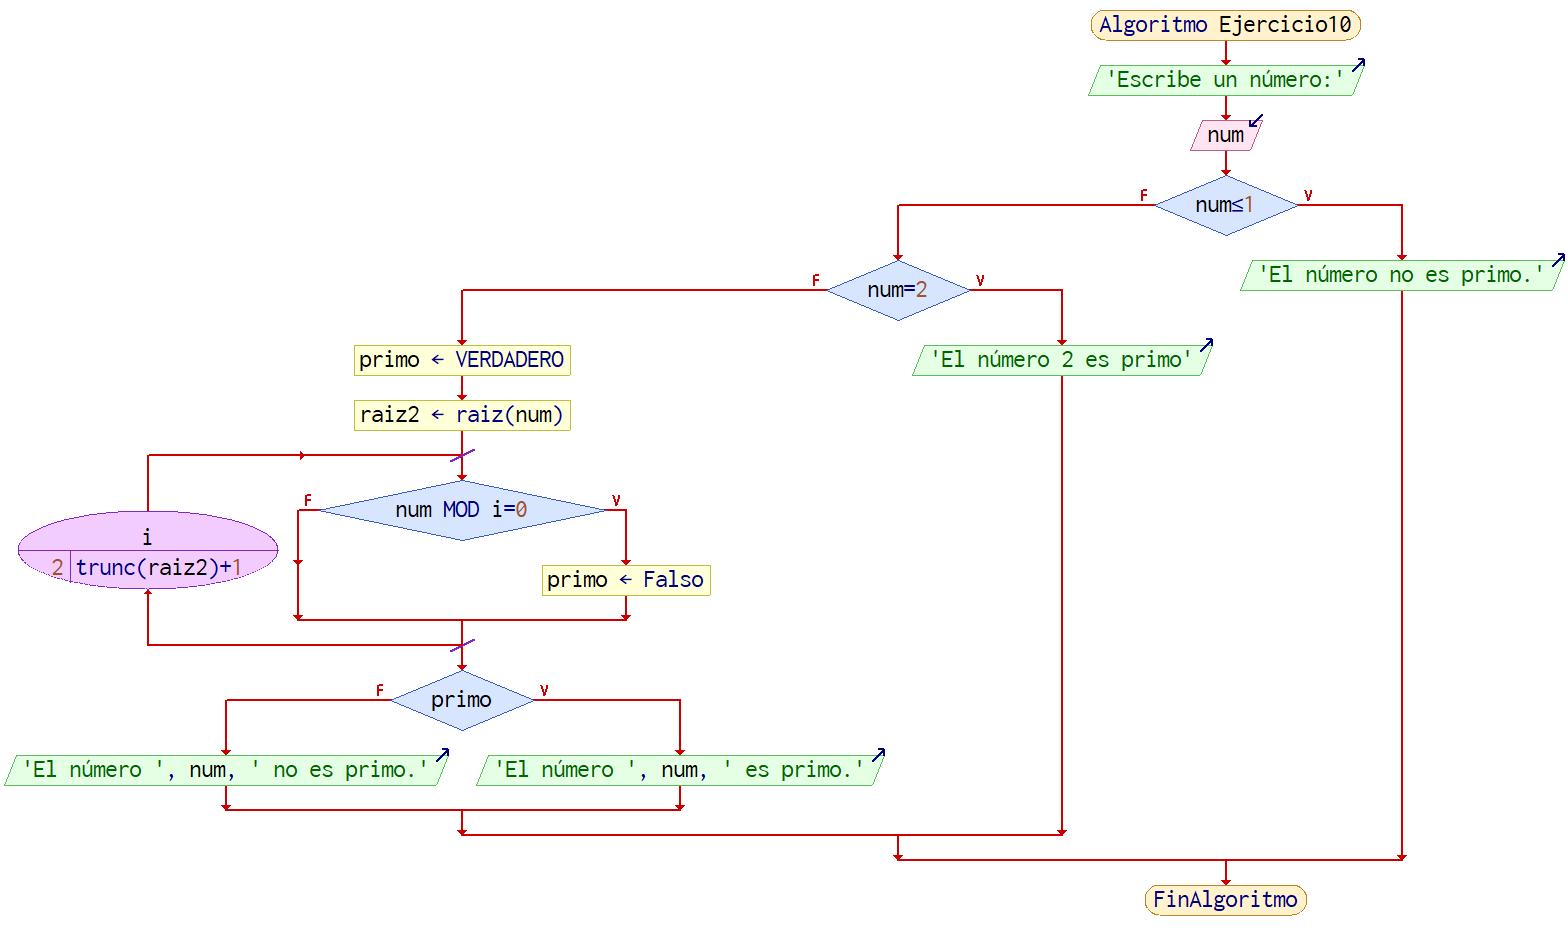 Algoritmo Ejercicio10
'Escribe un número:'
num
F
V
num≤1
'El número no es primo.'
F
V
num=2
primo ← VERDADERO
'El número 2 es primo'
raiz2 ← raiz(num)
F
V
num MOD i=0
i
2 trunc(raiz2)+1
primo ← Falso
F
V
primo
'El número ', num, ' no es primo.'
'El número ', num, ' es primo.'
FinAlgoritmo